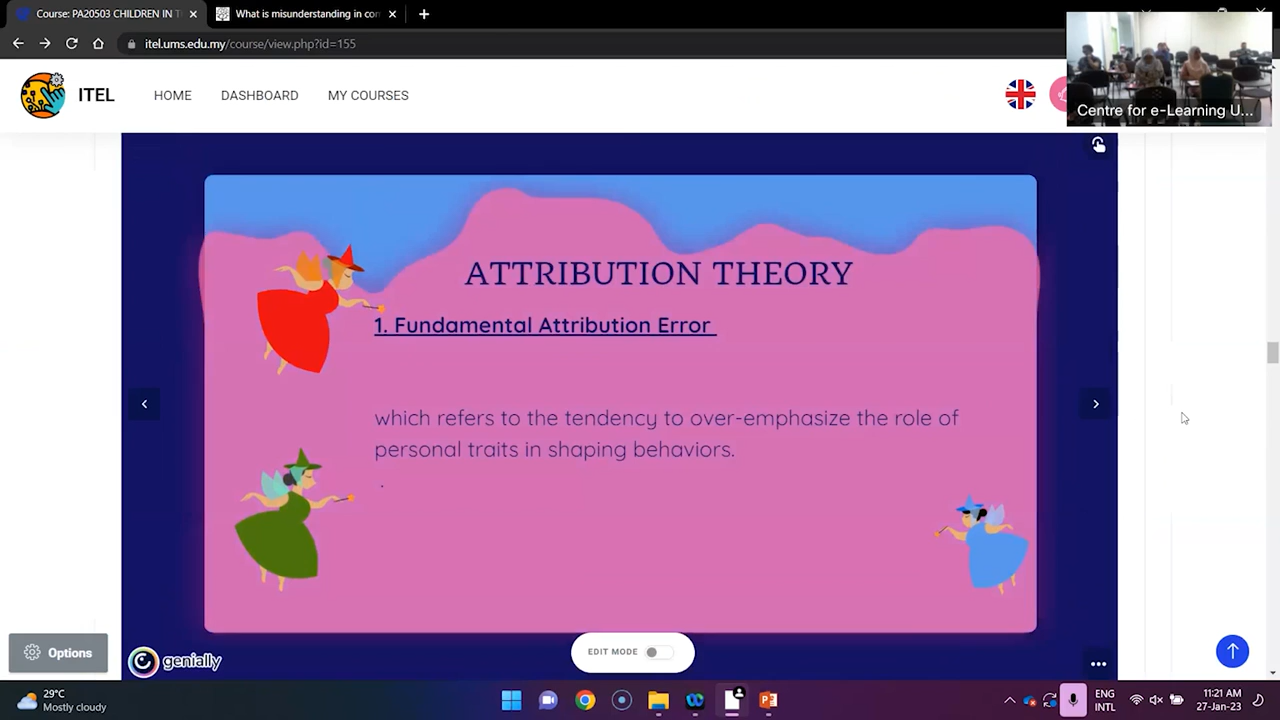 Course: PA20503 CHILDREN IN T
What is misunderstanding in con
itel.ums.edu.my/course/view.php?id=155
ITEL
HOME
DASHBOARD
MY COURSES
Centre for e-Learning U...
ATTRIBUTION THEORY
1. Fundamental Attribution Error
which refers to the tendency to over-emphasize the role of
personal traits in shaping behaviors.
.
Options
genially
EDIT MODE
29°C
Mostly cloudy
ENG
INTL
11:21 AM
27-Jan-23